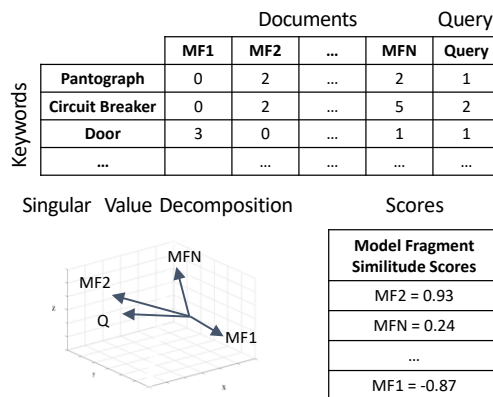 Documents Query
Keywords
MF1 MF2 ... MFN Query
Pantograph 0 2 ... 2 1
Circuit Breaker 0 2 ... 5 2
Door 3 0 ... 1 1
... ... ... ... ...
Singular Value Decomposition
MFN
MF2
Q
MF1
Z
Y
X
Scores
Model Fragment
Similitude Scores
MF2 = 0.93
MFN = 0.24
...
MF1 = -0.87